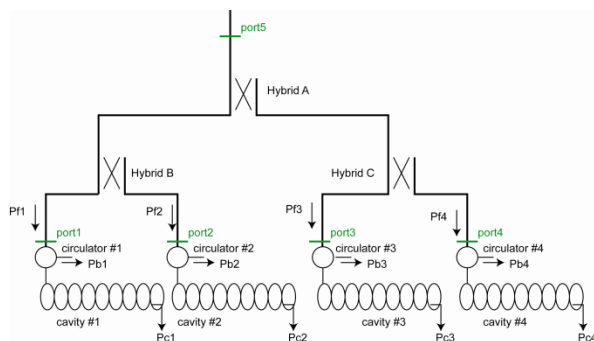 port5
Hybrid A
Hybrid B
Hybrid C
Pf1
Pf2
Pf3
Pf4
port1
port2
port3
port4
circulator #1
circulator #2
circulator #3
circulator #4
Pb1
Pb2
Pb3
Pb4
cavity #1
cavity #2
cavity #3
cavity #4
Pc1
Pc2
Pc3
Pc4